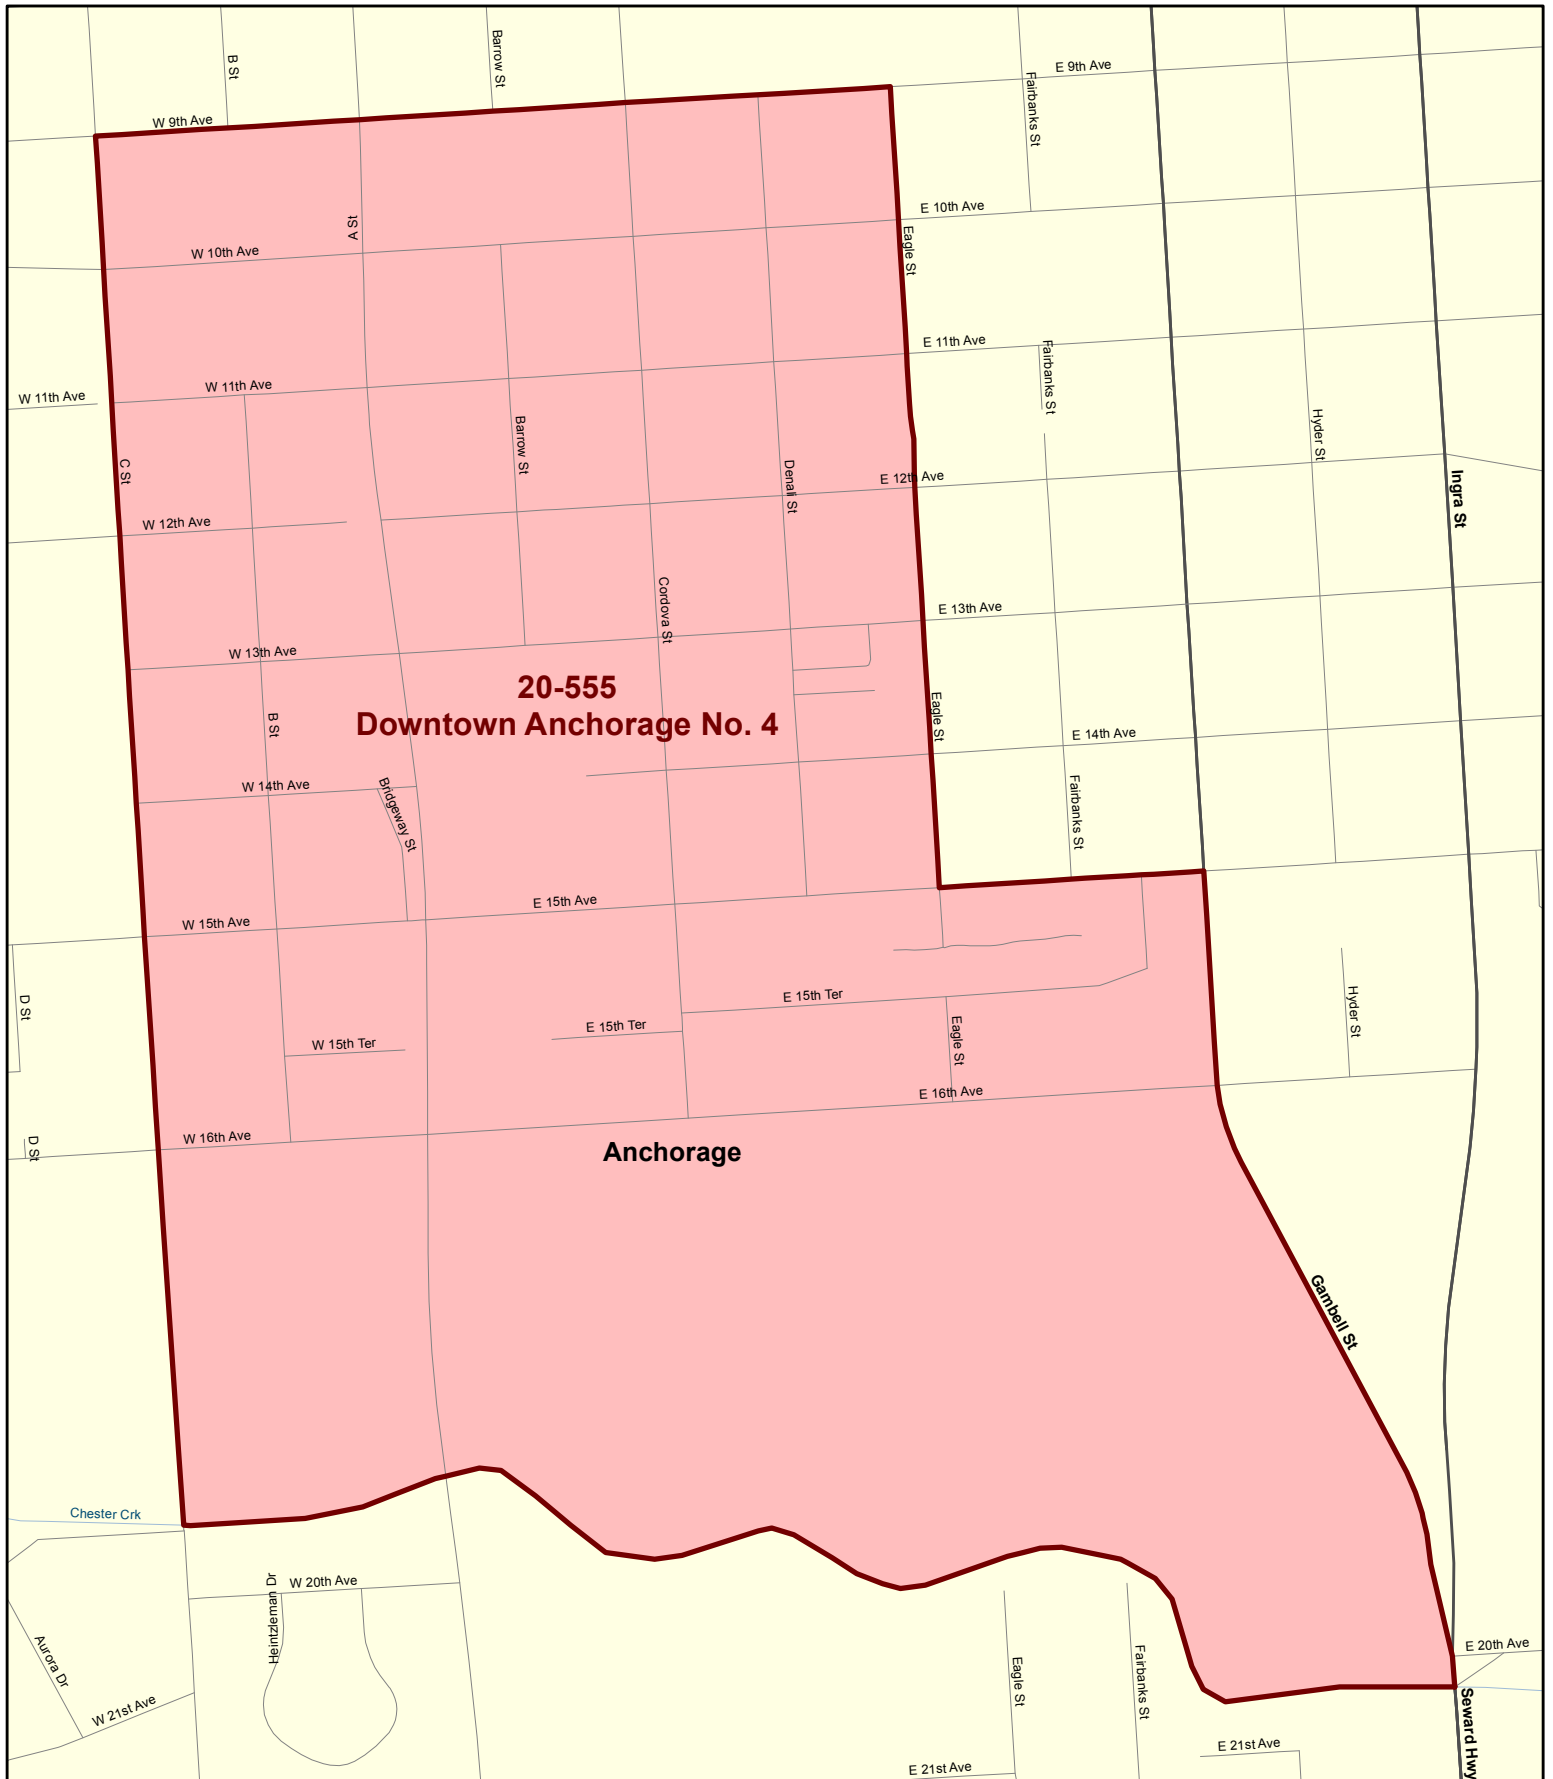 B St
Barrow St
E 9th Ave
Fairbanks St
W 9th Ave
A St
E 10th Ave
Eagle St
W 10th Ave
E 11th Ave
Fairbanks St
W 11th Ave
W 11th Ave
Hyder St
Barrow St
C St
Denali St
E 12th Ave
Ingra St
W 12th Ave
Cordova St
E 13th Ave
W 13th Ave
20-555
Downtown Anchorage No. 4
Eagle St
B St
E 14th Ave
W 14th Ave
Bridgeway St
Fairbanks St
E 15th Ave
W 15th Ave
D St
E 15th Ter
Hyder St
E 15th Ter
Eagle St
W 15th Ter
E 16th Ave
W 16th Ave
D St
Anchorage
Gambell St
Chester Crk
W 20th Ave
Heintzleman Dr
Aurora Dr
E 20th Ave
Eagle St
Fairbanks St
W 21st Ave
Seward Hwy
E 21st Ave
E 21st Ave